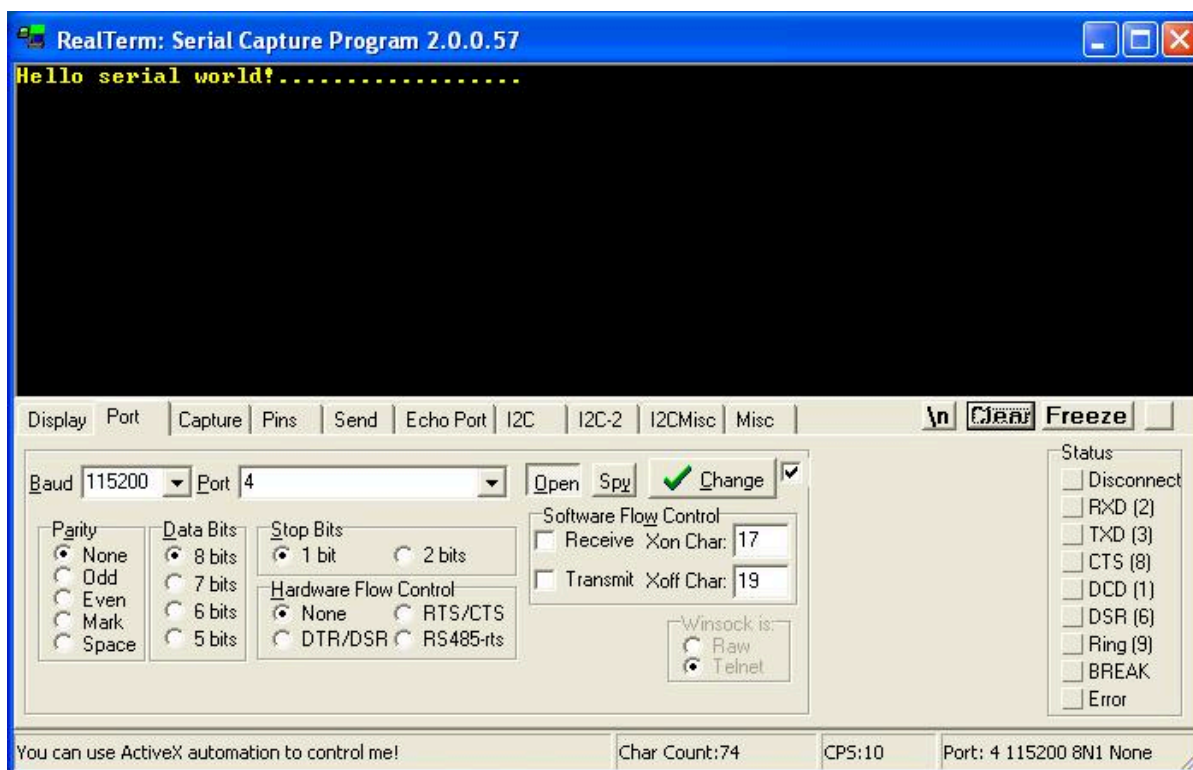 RealTerm: Serial Capture Program 2.0.0.57
Hello serial world!..................
Display Port Capture Pins Send Echo Port I2C I2C-2 I2CMisc Misc \n Clear Freeze
Status
Baud 115200 Port 4 Open Spy Change
Disconnect
RXD (2)
TXD (3)
CTS (8)
DCD (1)
DSR (6)
Ring (9)
BREAK
Error
Parity
None
Odd
Even
Mark
Space
Data Bits
8 bits
7 bits
6 bits
5 bits
Stop Bits
1 bit 2 bits
Hardware Flow Control
None RTS/CTS
DTR/DSR RS485-rts
Software Flow Control
Receive Xon Char: 17
Transmit Xoff Char: 19
Winsock is:
Raw
Telnet
You can use ActiveX automation to control me! Char Count:74 CPS:10 Port: 4 115200 8N1 None